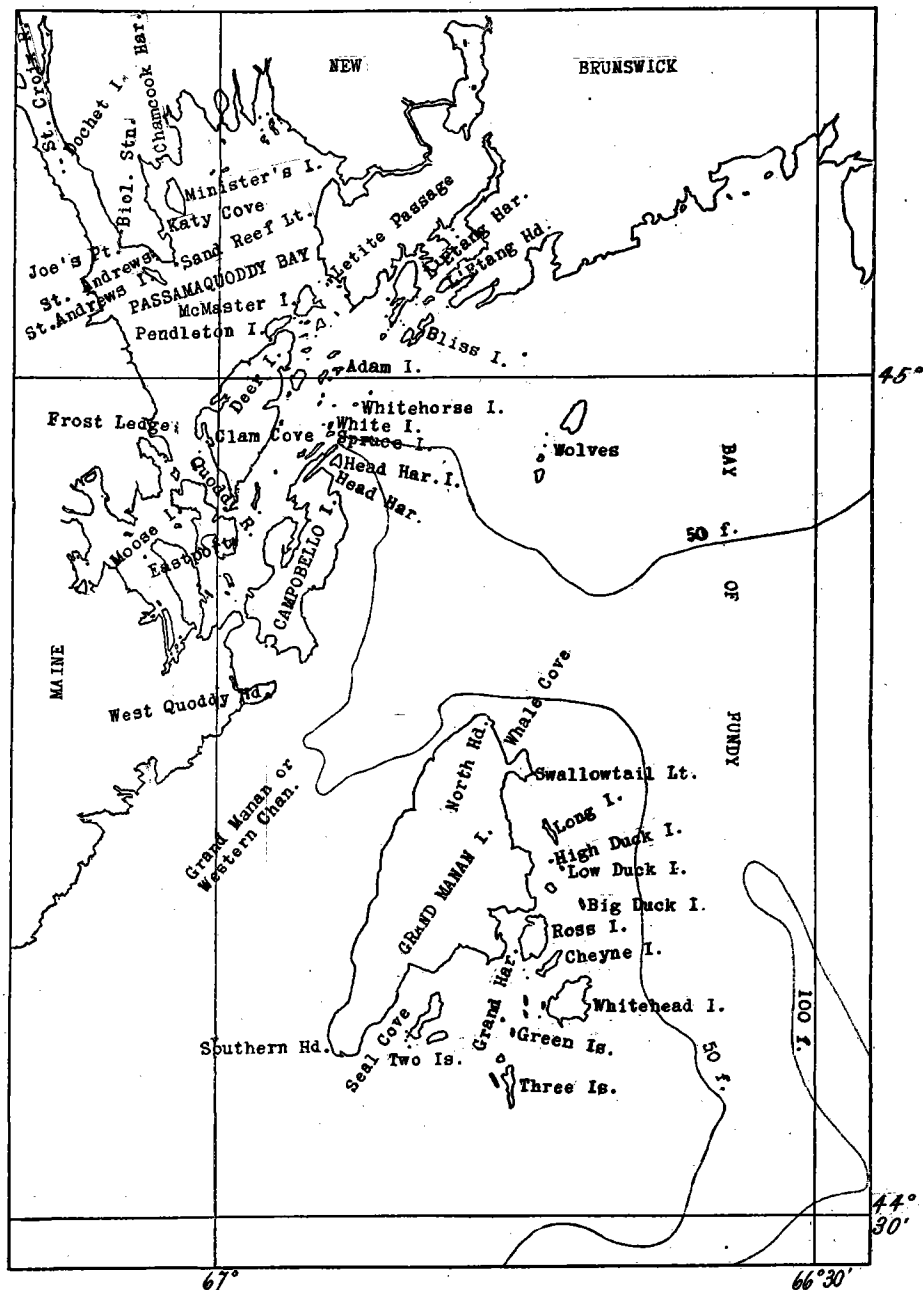 NEW
BRUNSWICK
St. Croix R.
Dochet I.
Biol. Stn.
Chamcook Har.
Minister's I.
Katy Cove
Joe's Pt.
St. Andrews
Sand Reef Lt.
St.Andrews I.
PASSAMAQUODDY BAY
Letite Passage
L'Etang Har.
L'Etang Hd.
McMaster I.
Pendleton I.
Bliss I.
Deer I.
Adam I.
45°
Whitehorse I.
Frost Ledge
Clam Cove
White I.
Spruce I.
Wolves
BAY
OF
FUNDY
Quoddy R.
Head Har. I.
Head Har.
50 f.
Moose I.
Eastport
CAMPOBELLO I.
MAINE
West Quoddy Hd.
Whale Cove
North Hd.
Swallowtail Lt.
Grand Manan or
Western Chan.
Long I.
High Duck I.
Low Duck I.
GRAND MANAN I.
Big Duck I.
Ross I.
Cheyne I.
Grand Har.
Whitehead I.
100 f.
Seal Cove
Green Is.
Southern Hd.
Two Is.
50 f.
Three Is.
44°
30'
67°
66°30'